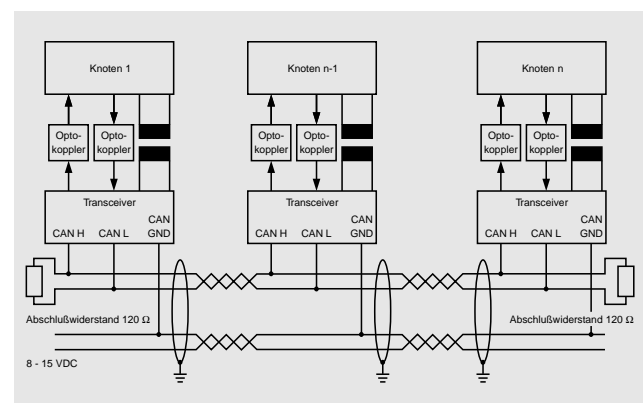 Knoten 1
Knoten n-1
Knoten n
Opto-
koppler
Opto-
koppler
Opto-
koppler
Opto-
koppler
Opto-
koppler
Opto-
koppler
Transceiver
CAN H CAN L CAN
GND
Transceiver
CAN H CAN L CAN
GND
Transceiver
CAN H CAN L CAN
GND
Abschlußwiderstand 120 Ω
Abschlußwiderstand 120 Ω
8 - 15 VDC